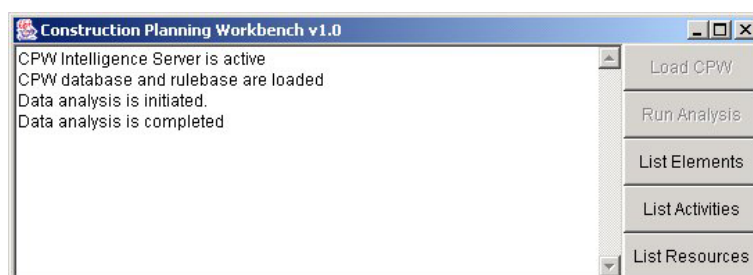 Construction Planning Workbench v1.0
CPW Intelligence Server is active
CPW database and rulebase are loaded
Data analysis is initiated.
Data analysis is completed
Load CPW
Run Analysis
List Elements
List Activities
List Resources